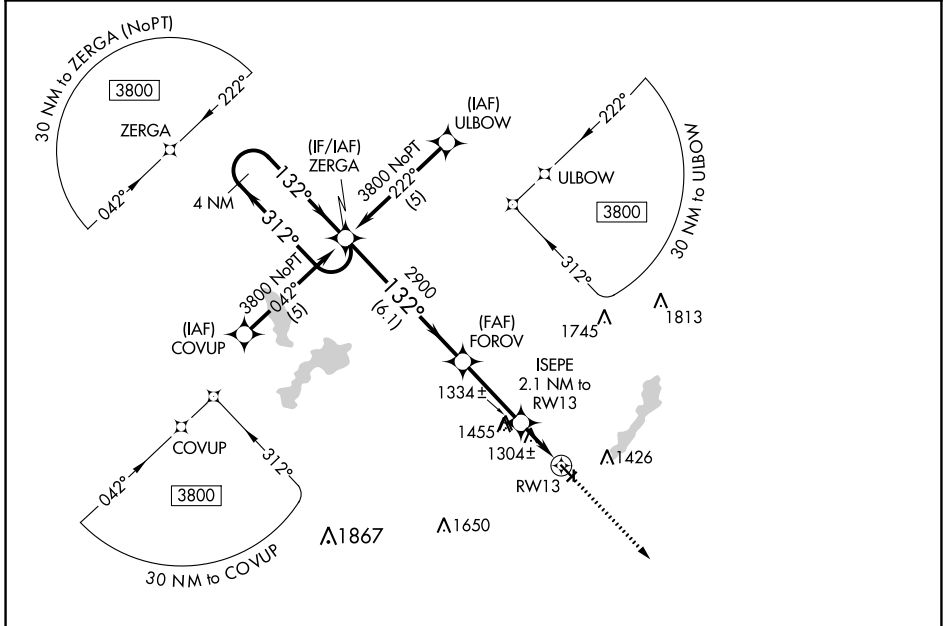 30 NM to ZERGA (NoPT)
3800
222°
ZERGA
042°
(IAF)
ULBOW
(IF/IAF)
ZERGA
3800 NoPT
222°
(5)
132°
4 NM
312°
3800 NoPT
042°
(5)
(IAF)
COVUP
2900
132°
(6.1)
(FAF)
FOROV
222°
ULBOW
3800
312°
30 NM to ULBOW
1745
1813
ISEPE
2.1 NM to
RW13
1334±
1455
1304±
1426
RW13
COVUP
042°
312°
3800
30 NM to COVUP
1867
1650